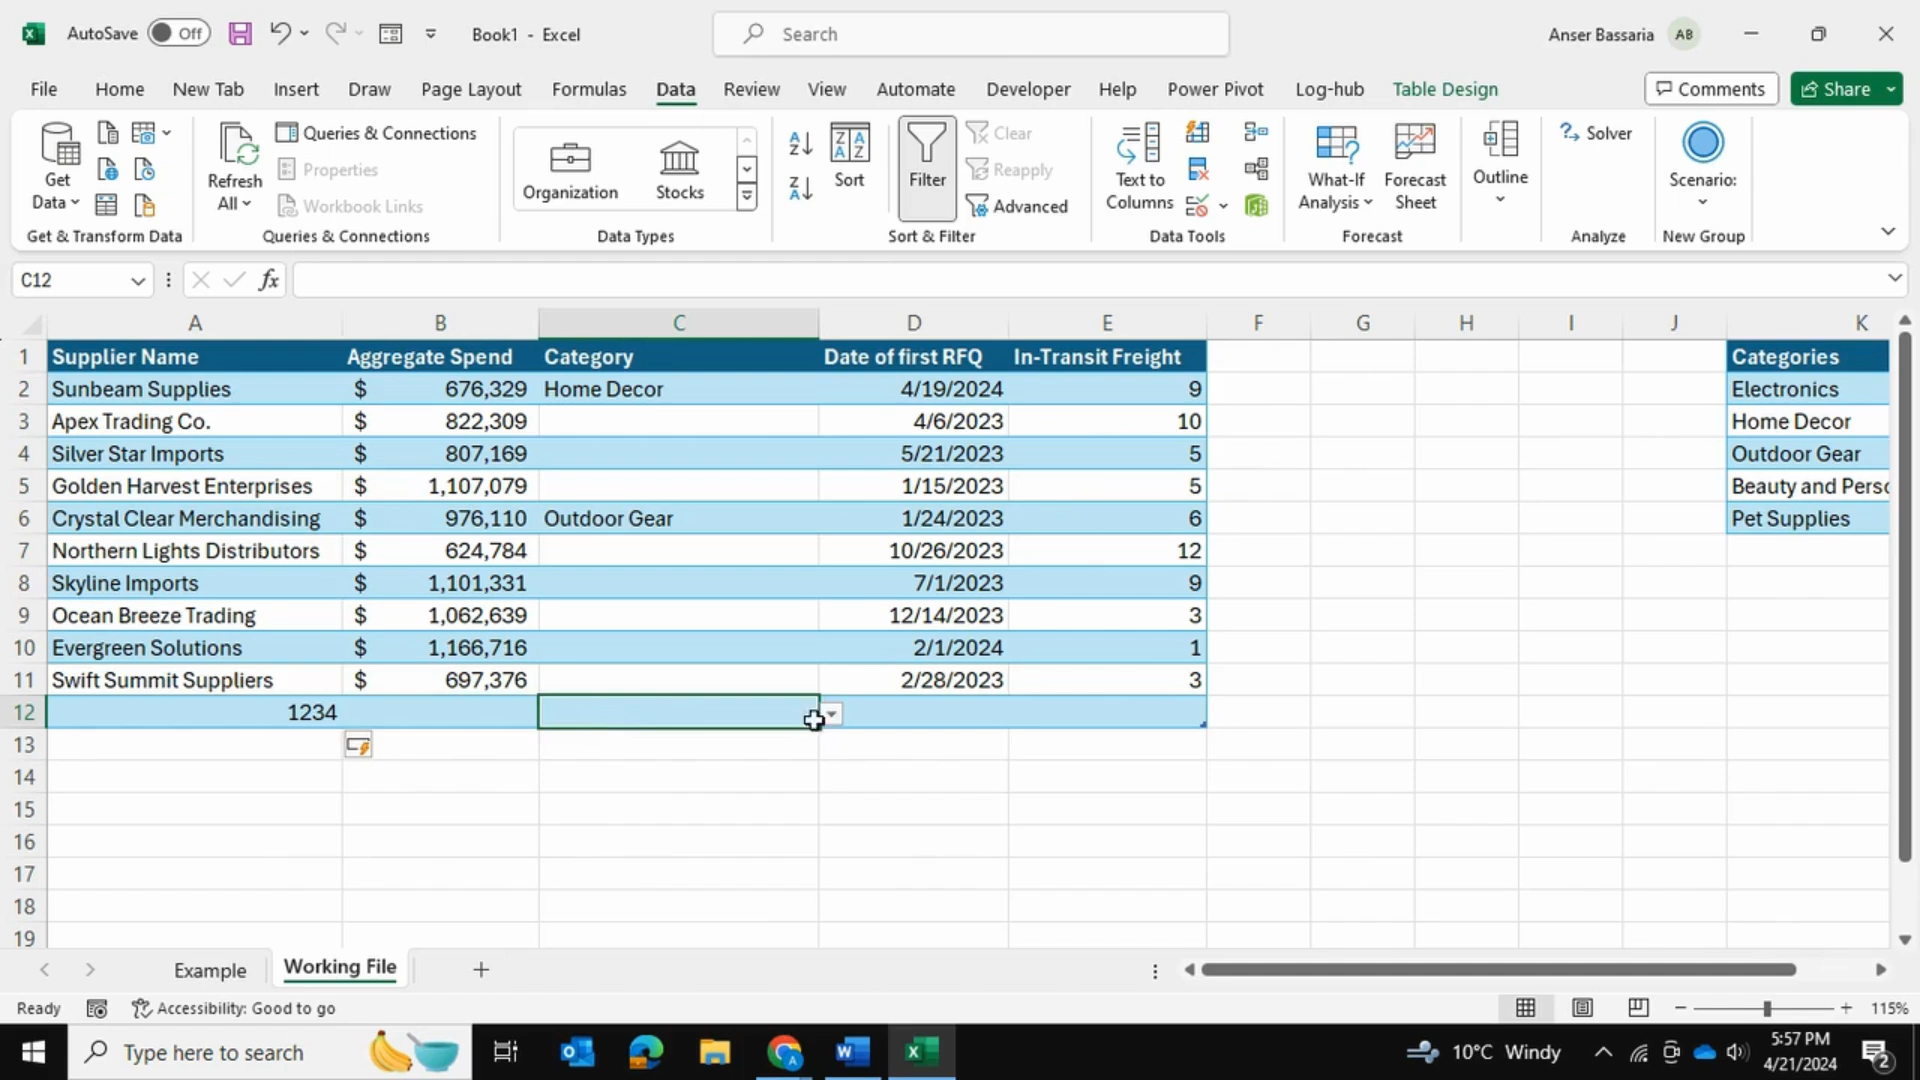 AutoSave Off Book1 - Excel Search Anser Bassaria AB
File Home New Tab Insert Draw Page Layout Formulas Data Review View Automate Developer Help Power Pivot Log-hub Table Design Comments Share
Get Data Refresh All Queries & Connections Properties Workbook Links Organization Stocks Sort Filter Clear Reapply Advanced Text to Columns What-If Analysis Forecast Sheet Outline Solver Scenario:
Get & Transform Data Queries & Connections Data Types Sort & Filter Data Tools Forecast Analyze New Group
C12 fx
A B C D E F G H I J K
1 Supplier Name Aggregate Spend Category Date of first RFQ In-Transit Freight Categories
2 Sunbeam Supplies $ 676,329 Home Decor 4/19/2024 9 Electronics
3 Apex Trading Co. $ 822,309 4/6/2023 10 Home Decor
4 Silver Star Imports $ 807,169 5/21/2023 5 Outdoor Gear
5 Golden Harvest Enterprises $ 1,107,079 1/15/2023 5 Beauty and Perso
6 Crystal Clear Merchandising $ 976,110 Outdoor Gear 1/24/2023 6 Pet Supplies
7 Northern Lights Distributors $ 624,784 10/26/2023 12
8 Skyline Imports $ 1,101,331 7/1/2023 9
9 Ocean Breeze Trading $ 1,062,639 12/14/2023 3
10 Evergreen Solutions $ 1,166,716 2/1/2024 1
11 Swift Summit Suppliers $ 697,376 2/28/2023 3
12 1234
13
14
15
16
17
18
19
Example Working File +
Ready Accessibility: Good to go 115%
Type here to search 10°C Windy 5:57 PM
4/21/2024 2